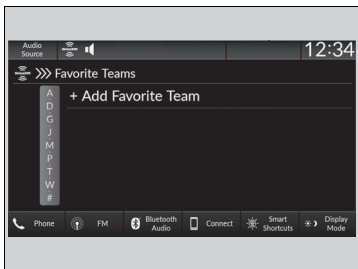 Audio
Source
12:34
Favorite Teams
A
D
G
J
M
P
T
W
#
+ Add Favorite Team
Phone
FM
Bluetooth
Audio
Connect
Smart
Shortcuts
Display
Mode